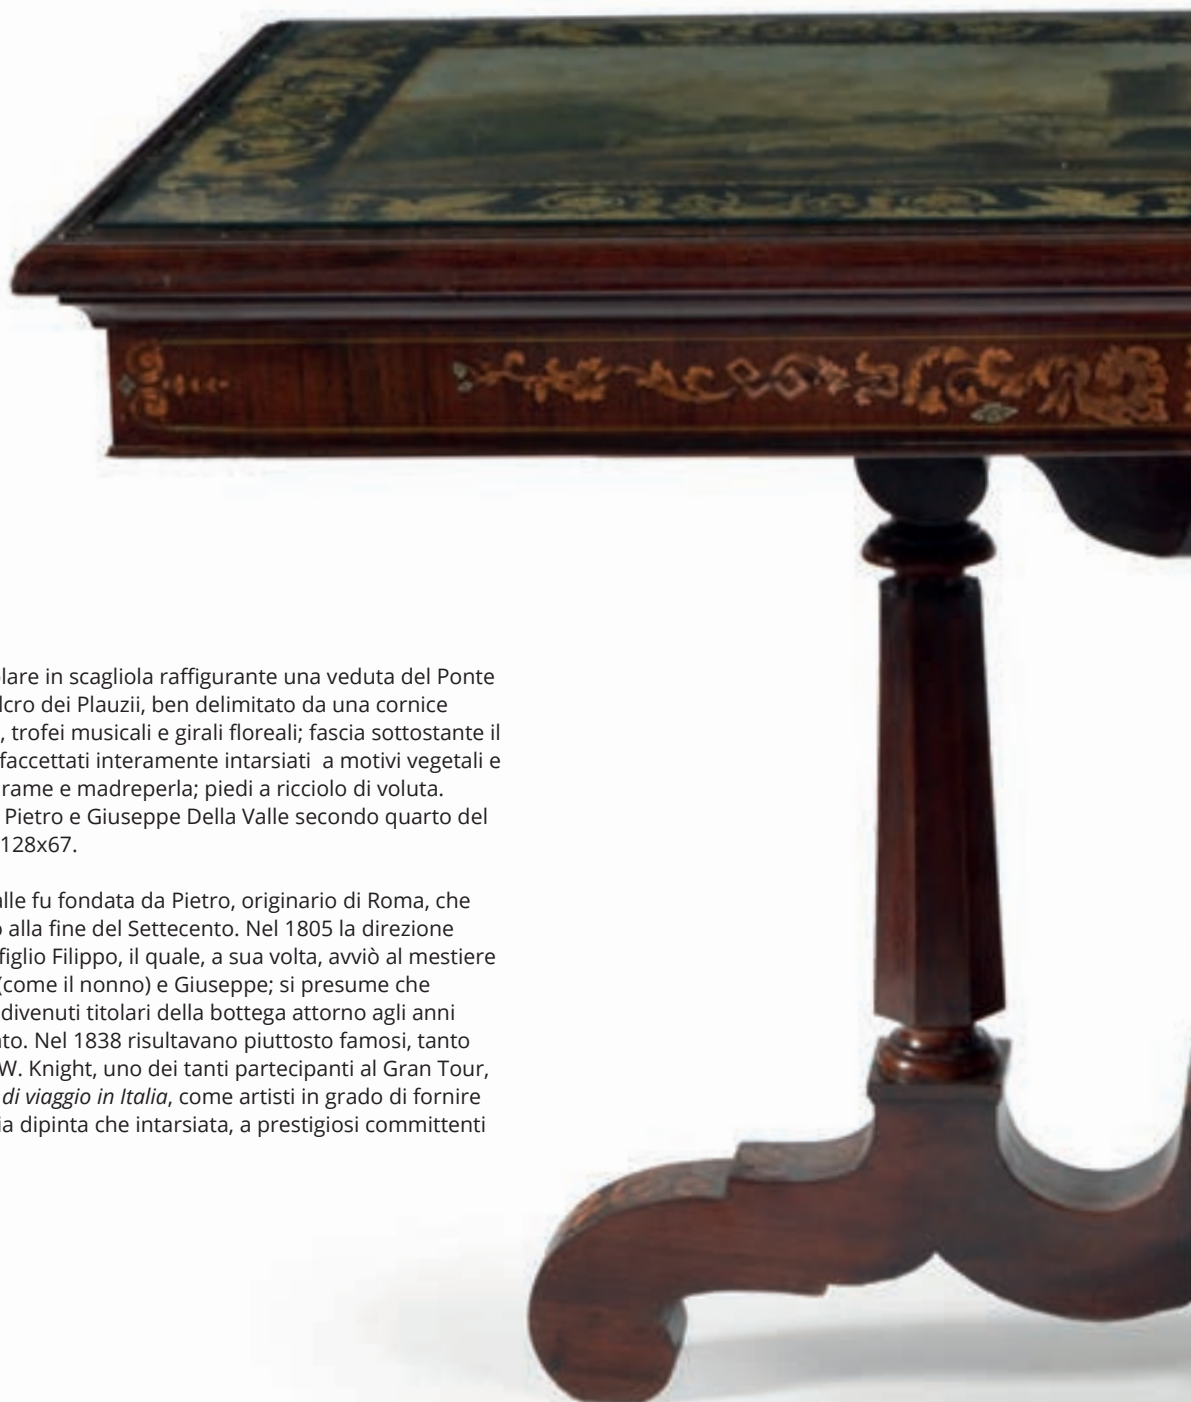 lare in scagliola raffigurante una veduta del Ponte
lcro dei Plauzii, ben delimitato da una cornice
, trofei musicali e girali floreali; fascia sottostante il
faccettati interamente intarsiati a motivi vegetali e
rame e madreperla; piedi a ricciolo di voluta.
Pietro e Giuseppe Della Valle secondo quarto del
128x67.
alle fu fondata da Pietro, originario di Roma, che
o alla fine del Settecento. Nel 1805 la direzione
figlio Filippo, il quale, a sua volta, avviò al mestiere
(come il nonno) e Giuseppe; si presume che
divenuti titolari della bottega attorno agli anni
to. Nel 1838 risultavano piuttosto famosi, tanto
W. Knight, uno dei tanti partecipanti al Gran Tour,
di viaggio in Italia, come artisti in grado di fornire
ia dipinta che intarsiata, a prestigiosi committenti